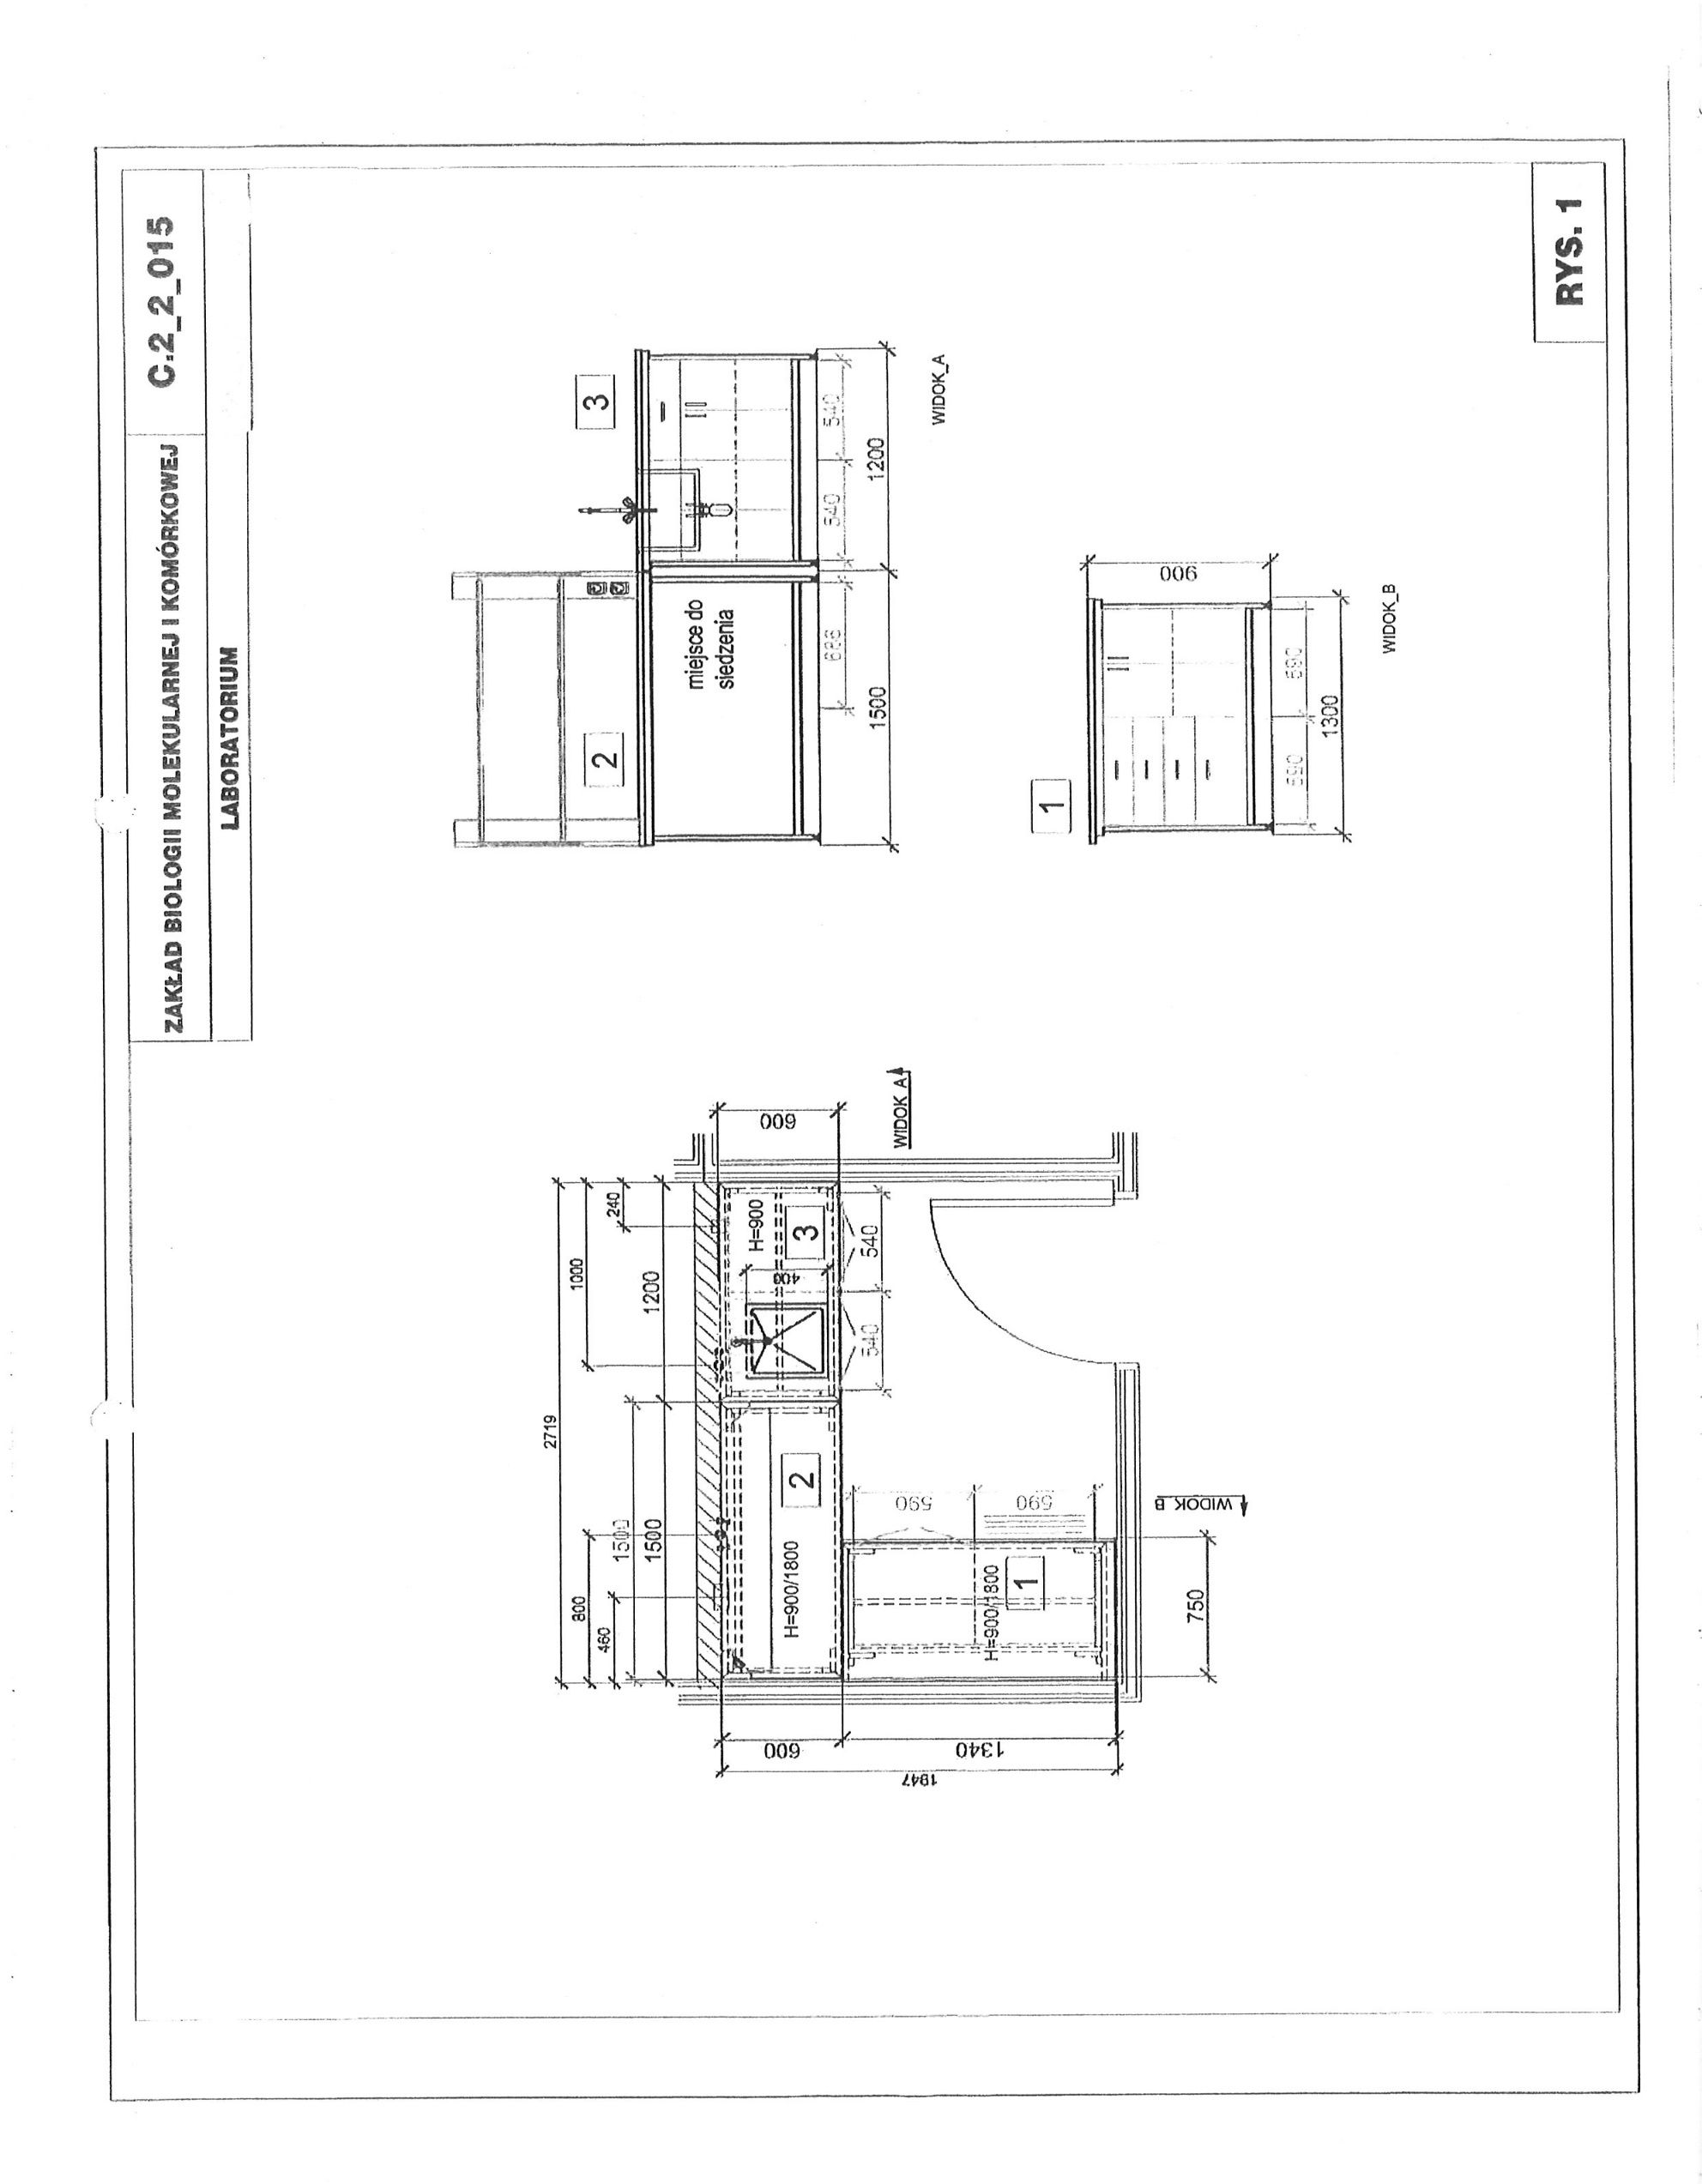 ZAKŁAD BIOLOGII MOLEKULARNEJ I KOMÓRKOWEJ
C.2_2_015
LABORATORIUM
2719
800
1000
460
240
1500
1500
1200
600
H=900/1800
2
H=900
3
400
540
540
WIDOK A
600
1340
1947
H=900/1800
1
590
590
750
WIDOK B
2
3
miejsce do
siedzenia
686
540
540
1500
1200
WIDOK_A
1
900
590
590
1300
WIDOK_B
RYS. 1